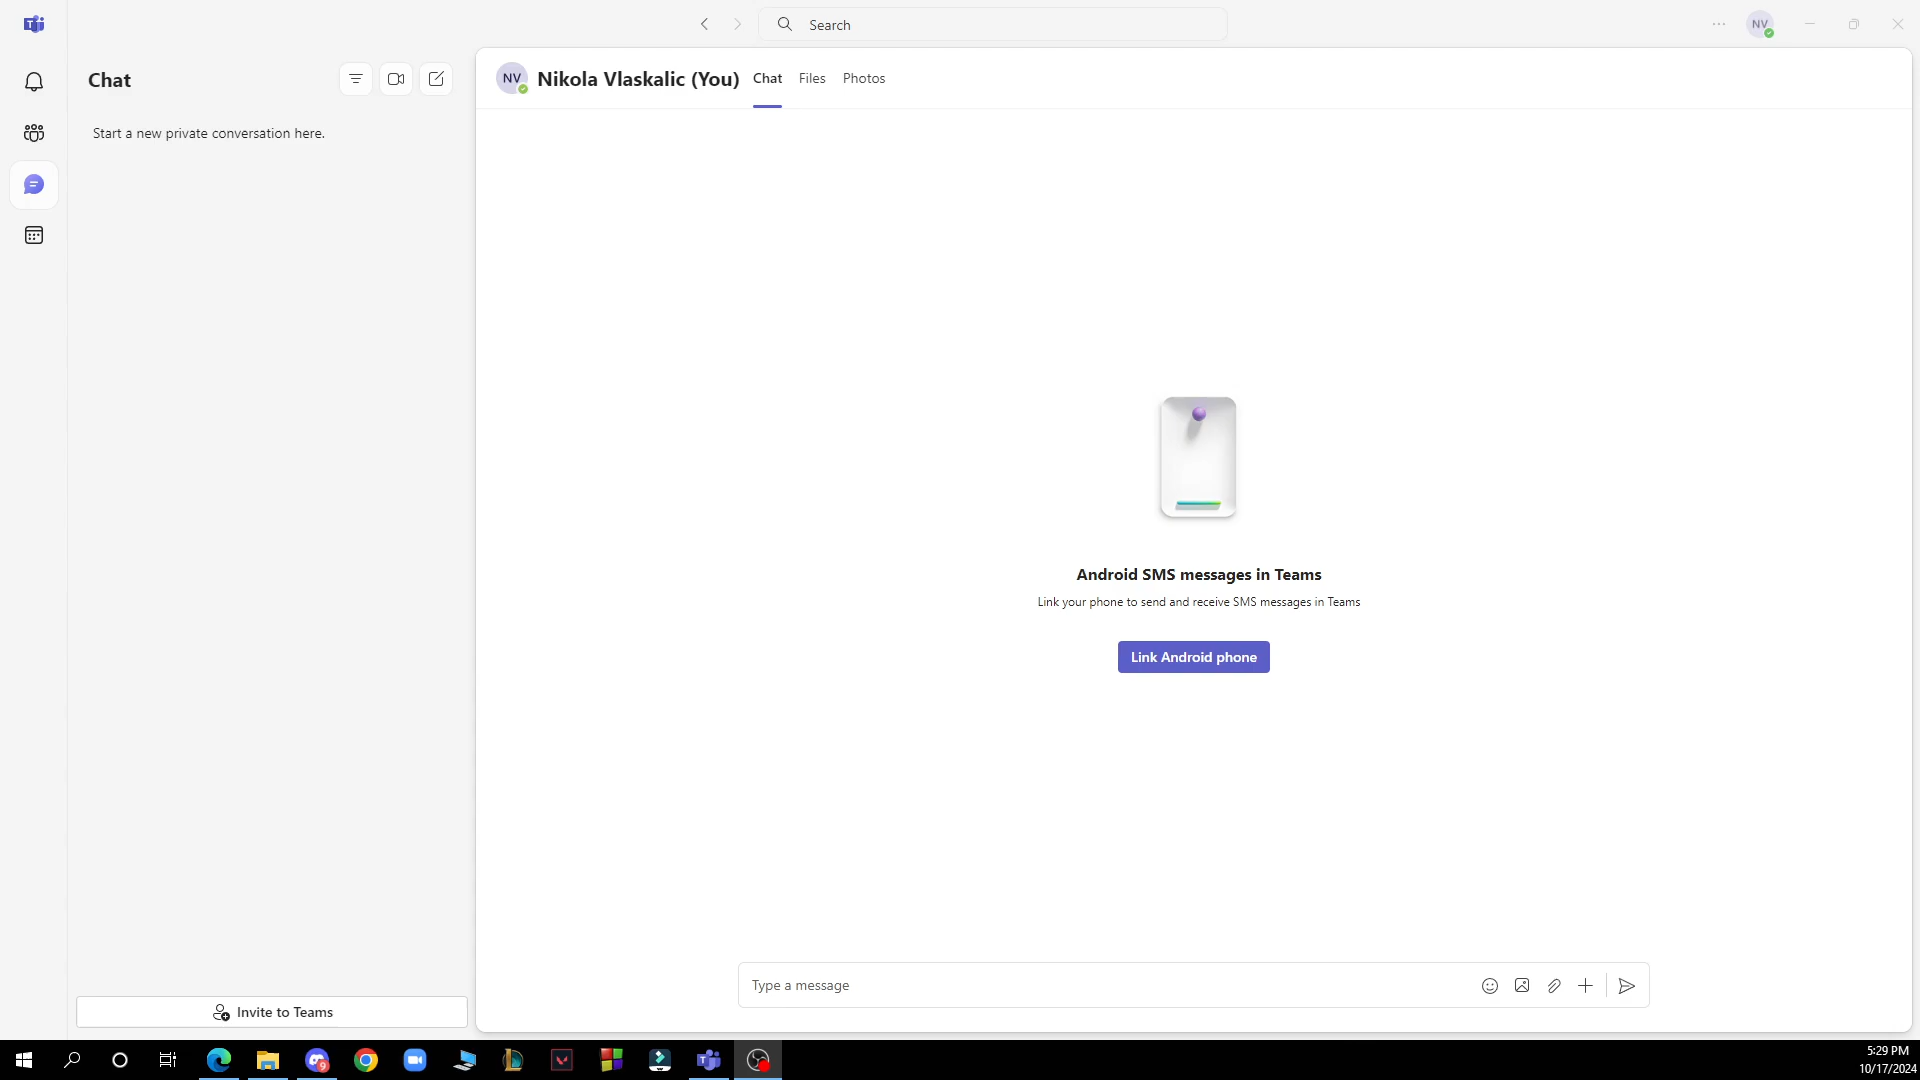 Search
NV
Chat
NV
Nikola Vlaskalic (You)
Chat
Files
Photos
Start a new private conversation here.
Android SMS messages in Teams
Link your phone to send and receive SMS messages in Teams
Link Android phone
Type a message
Invite to Teams
9
5:29 PM
10/17/2024